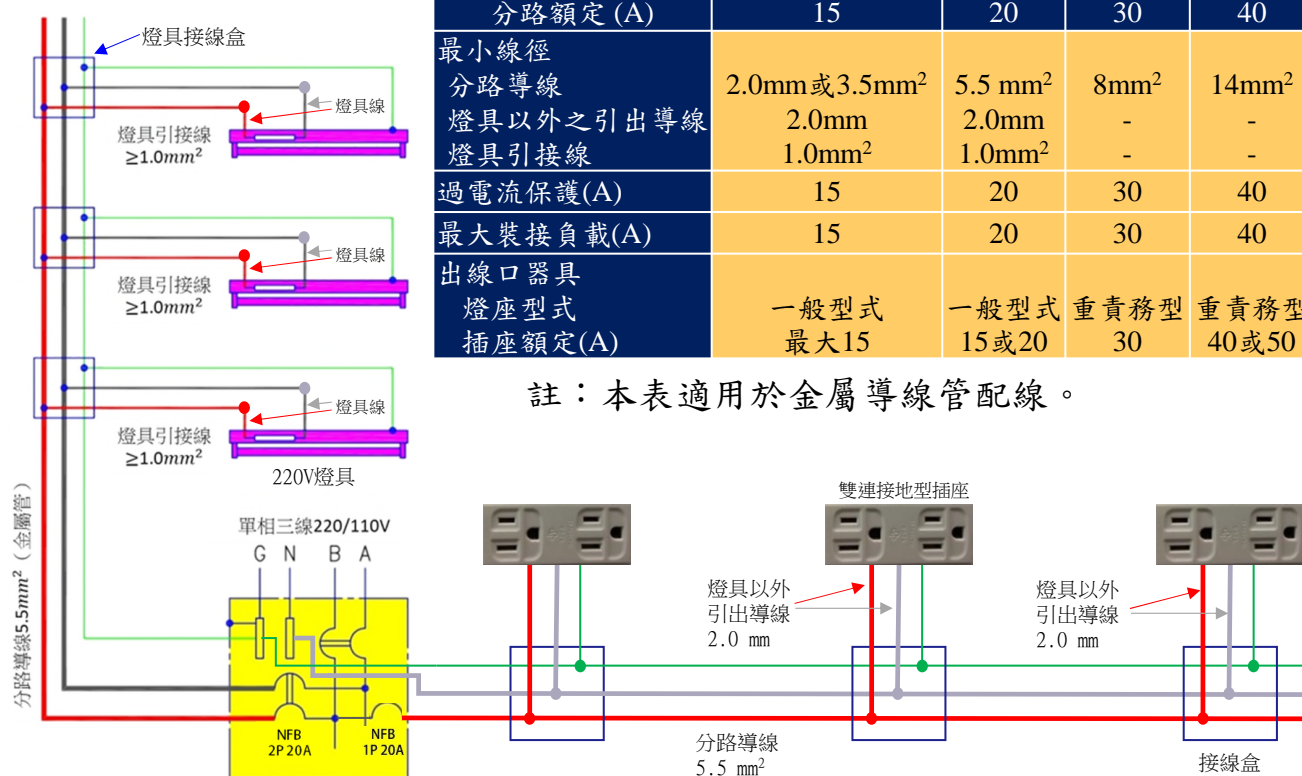 分路額定 (A) 15 20 30 40
最小線徑
分路導線 2.0mm或3.5mm² 5.5 mm² 8mm² 14mm²
燈具以外之引出導線 2.0mm 2.0mm - -
燈具引接線 1.0mm² 1.0mm² - -
過電流保護(A) 15 20 30 40
最大裝接負載(A) 15 20 30 40
出線口器具
燈座型式 一般型式 一般型式 重責務型 重責務型
插座額定(A) 最大15 15或20 30 40或50
註：本表適用於金屬導線管配線。
燈具接線盒
燈具線
燈具引接線
≥1.0mm²
燈具線
燈具引接線
≥1.0mm²
燈具線
燈具引接線
≥1.0mm²
220V燈具
分路導線5.5mm²（金屬管）
單相三線220/110V
G N B A
NFB
2P 20A
NFB
1P 20A
雙連接地型插座
燈具以外
引出導線
2.0 mm
燈具以外
引出導線
2.0 mm
分路導線
5.5 mm²
接線盒